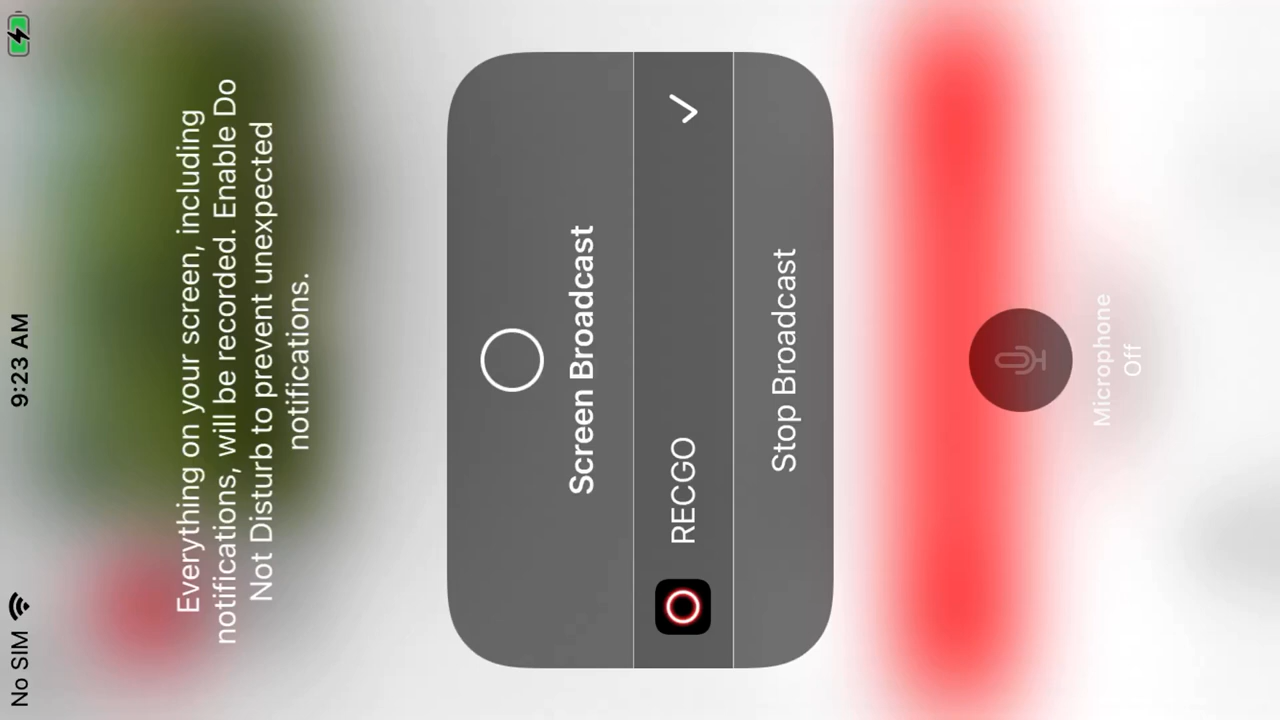 No SIM 9:23 AM
Everything on your screen, including
notifications, will be recorded. Enable Do
Not Disturb to prevent unexpected
notifications.
Screen Broadcast
RECGO
Stop Broadcast
Microphone
Off